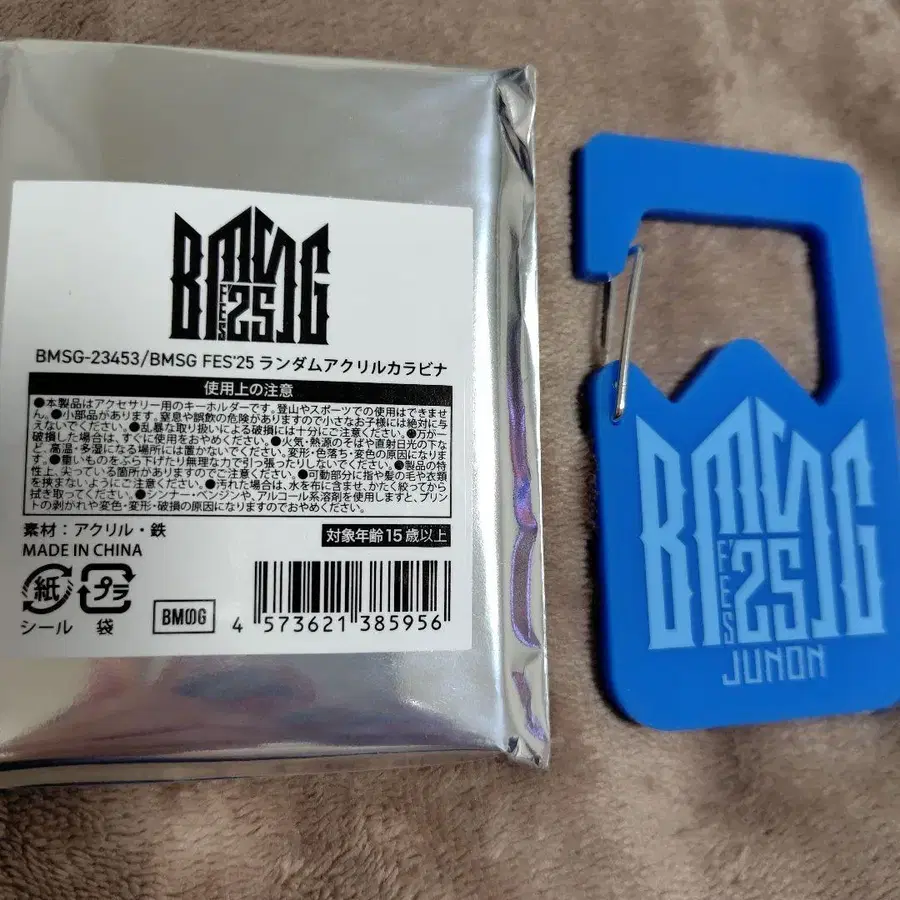 BMSG
FES
'25
BMSG-23453/BMSG FES'25 ランダムアクリルカラビナ
使用上の注意
●本製品はアクセサリー用のキーホルダーです。登山やスポーツでの使用はできませ
ん。●小部品があります。窒息や誤飲の危険がありますので小さなお子様には絶対に与
えないでください。●乱暴な取り扱いによる破損には十分にご注意ください。●万が一
破損した場合は、すぐに使用をおやめください。●火気・熱源のそばや直射日光の下な
ど、高温・多湿になる場所には置かないでください。変形・色落ち・変色の原因になりま
す。●重いものをぶら下げたり無理な力で引っ張ったりしないでください。●製品の特
性上、尖っている箇所がありますのでご注意ください。●可動部分に指や髪の毛や衣類
を挟まないようにご注意ください。●汚れた場合は、水を布に含ませ、かたく絞ってから
拭き取ってください。●シンナー・ベンジンや、アルコール系溶剤を使用しますと、プリン
トの剥がれや変色・変形・破損の原因になりますのでおやめください。
素材：アクリル・鉄
対象年齢15歳以上
MADE IN CHINA
紙
プラ
シール 袋
BMSG
4 573621 385956
BMSG
FES
'25
JUNON